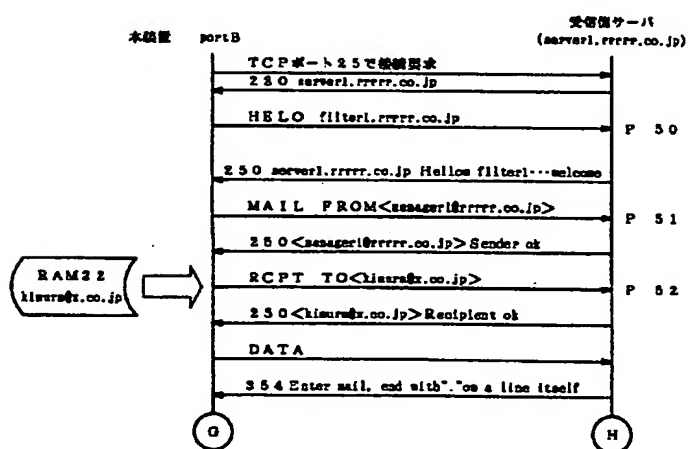 本装置 portB
受信側サーバ
(server1.rrrrr.co.jp)
TCPポート25で接続要求
220 server1.rrrrr.co.jp
HELO filter1.rrrrr.co.jp
P 50
250 server1.rrrrr.co.jp Hellom filter1…welcome
MAIL FROM<manager1@rrrrr.co.jp>
P 51
250<manager1@rrrrr.co.jp>Sender ok
RAM22
kimura@x.co.jp
RCPT TO<kimura@x.co.jp>
P 52
250<kimura@x.co.jp>Recipient ok
DATA
354 Enter mail, end with"."on a line itself
G
H